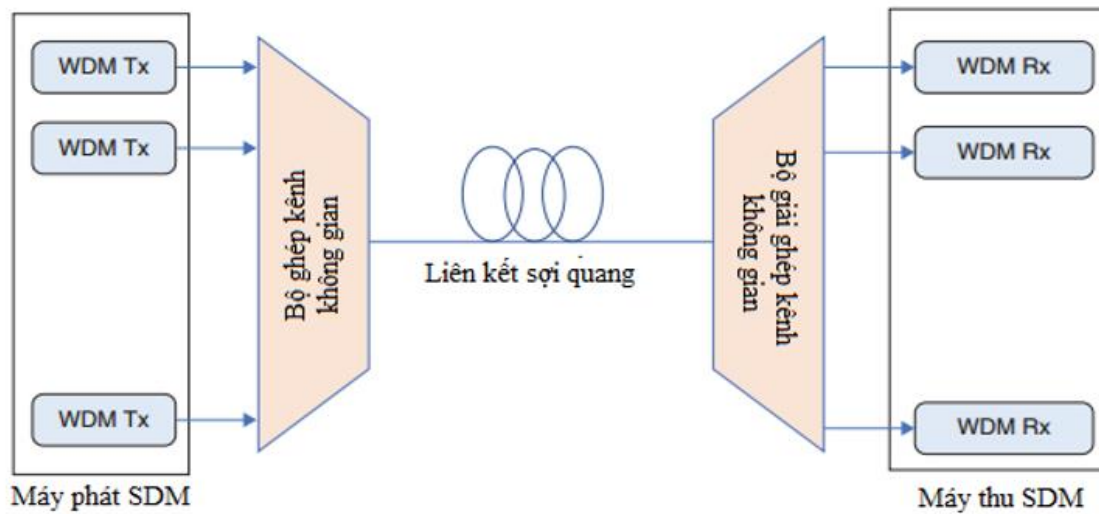 WDM Tx
WDM Tx
WDM Tx
Máy phát SDM
Bộ ghép kênh
không gian
Liên kết sợi quang
Bộ giải ghép kênh
không gian
WDM Rx
WDM Rx
WDM Rx
Máy thu SDM